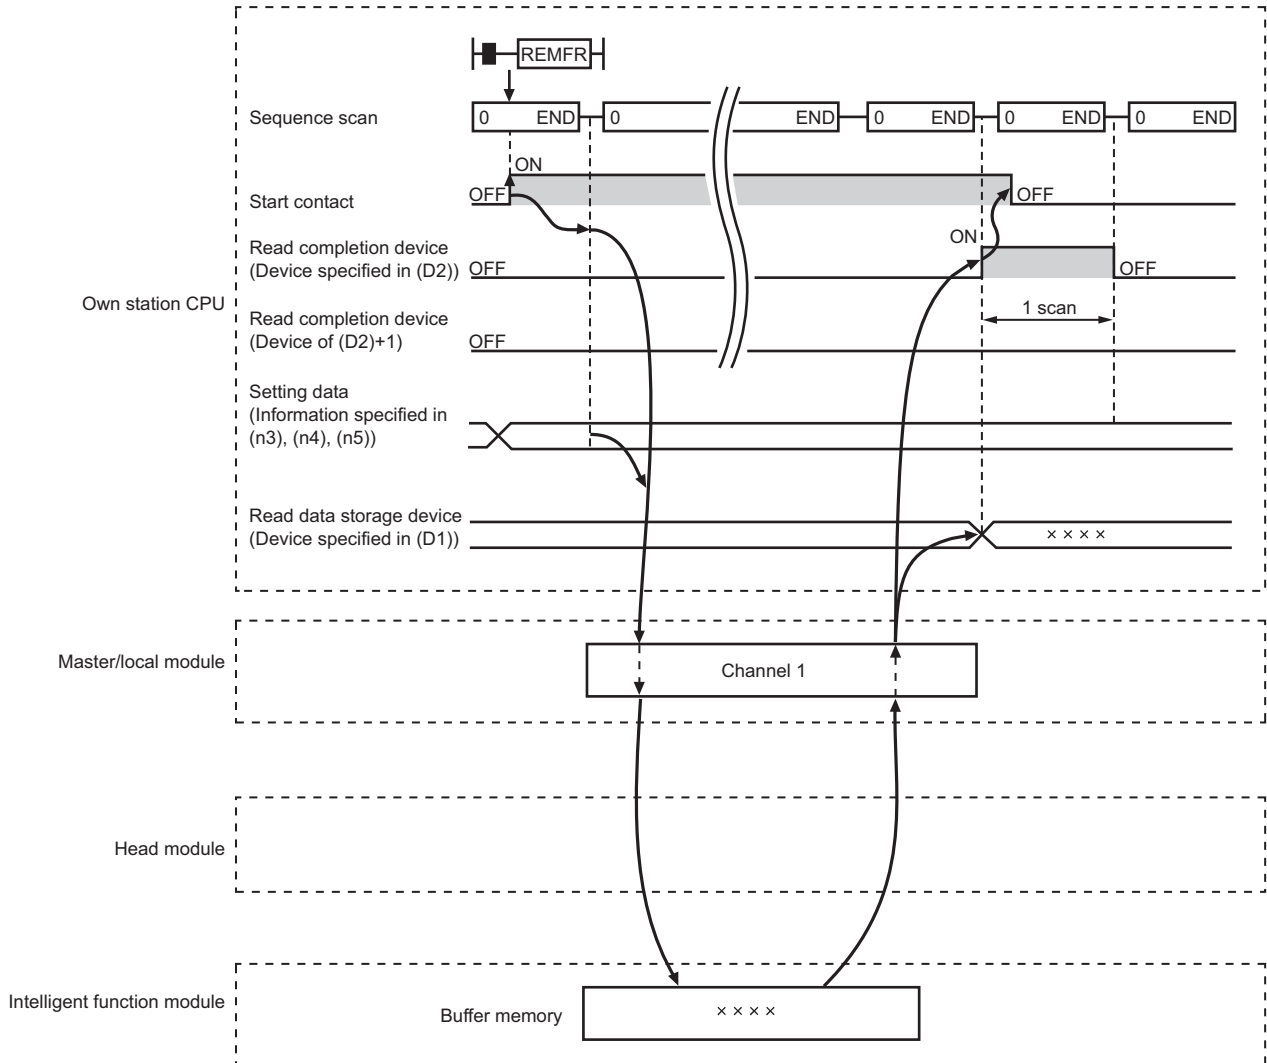 REMFR
Sequence scan
0 END 0 END 0 END 0 END 0 END
ON
Start contact
OFF
OFF
Read completion device
(Device specified in (D2))
OFF
ON
OFF
Own station CPU
1 scan
Read completion device
(Device of (D2)+1)
OFF
Setting data
(Information specified in
(n3), (n4), (n5))
Read data storage device
(Device specified in (D1))
××××
Master/local module
Channel 1
Head module
Intelligent function module
Buffer memory
××××